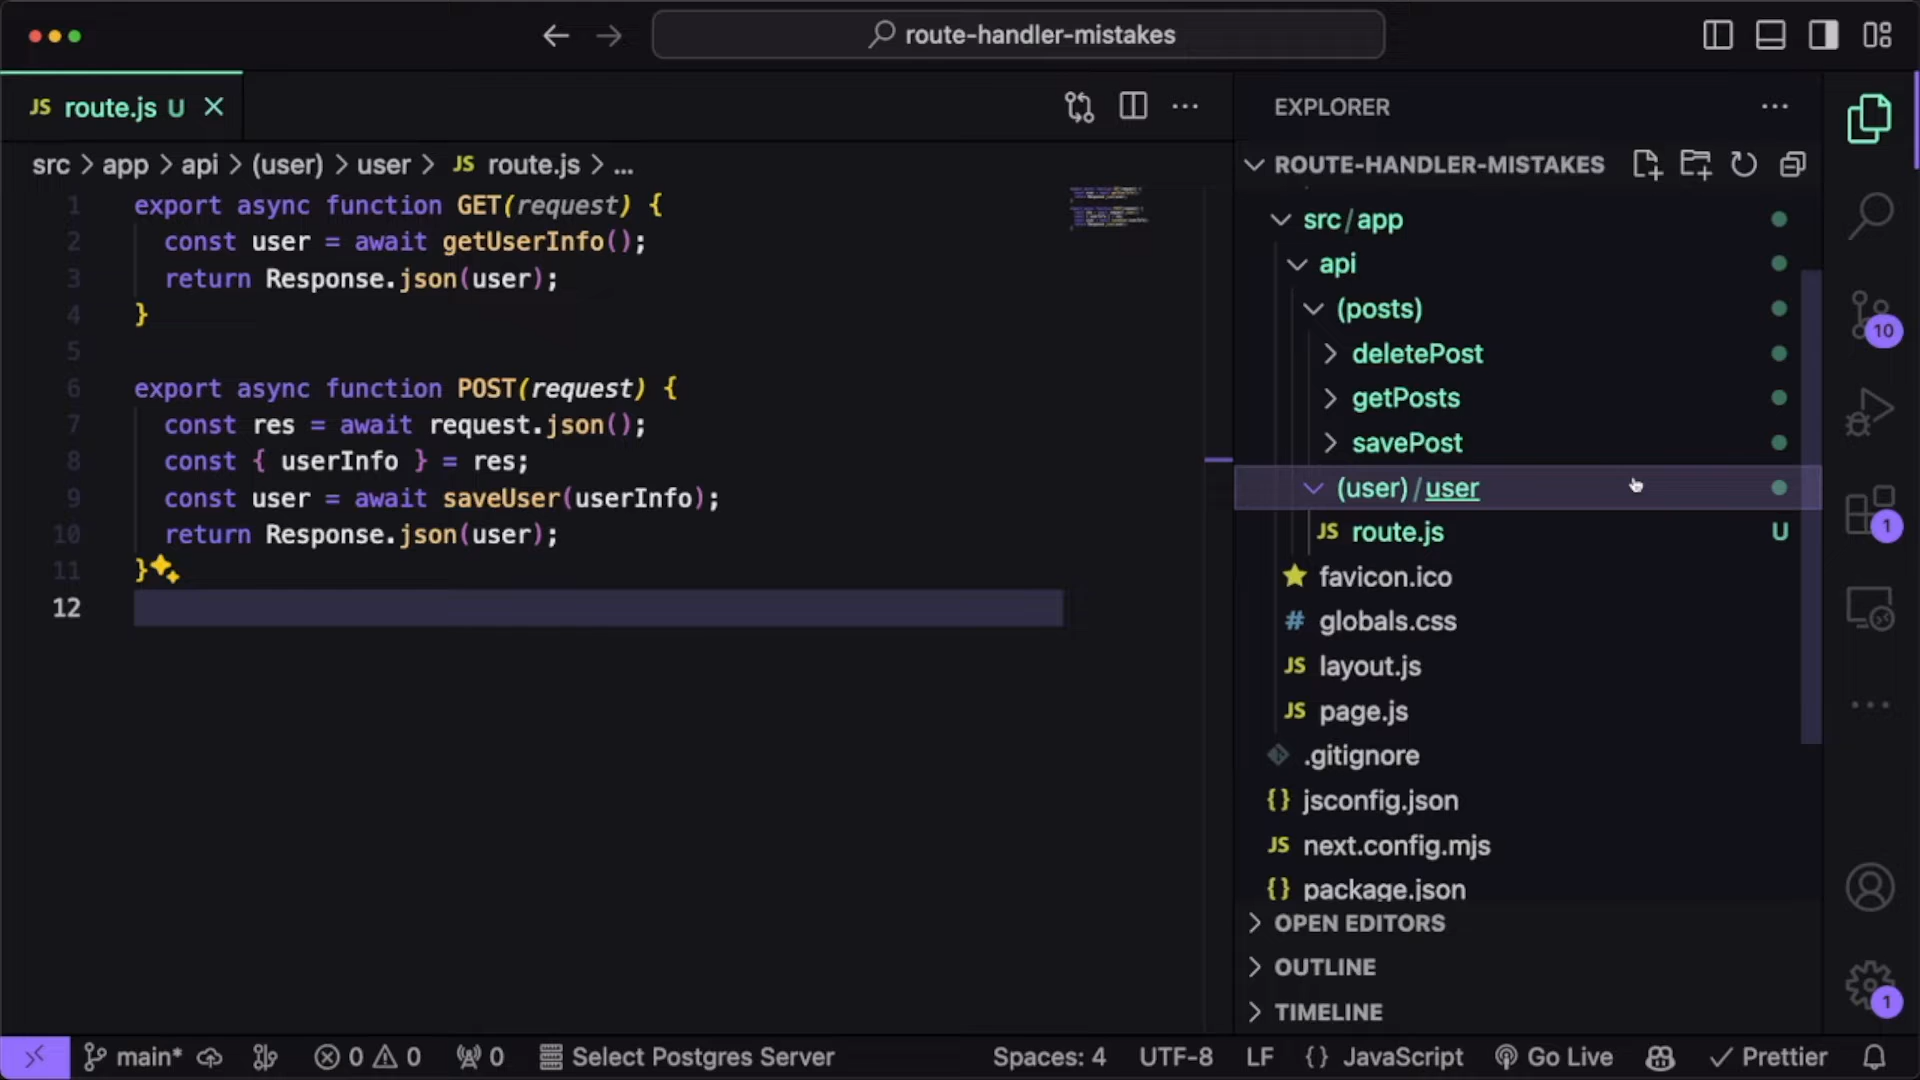 route-handler-mistakes
JS route.js U
src > app > api > (user) > user > JS route.js > ...
1 export async function GET(request) {
2 const user = await getUserInfo();
3 return Response.json(user);
4 }
5
6 export async function POST(request) {
7 const res = await request.json();
8 const { userInfo } = res;
9 const user = await saveUser(userInfo);
10 return Response.json(user);
11 }
12
EXPLORER
ROUTE-HANDLER-MISTAKES
src/app
api
(posts)
deletePost
getPosts
savePost
(user)/user
JS route.js U
favicon.ico
# globals.css
JS layout.js
JS page.js
.gitignore
{} jsconfig.json
JS next.config.mjs
{} package.json
OPEN EDITORS
OUTLINE
TIMELINE
10
1
1
main* 0 0 0 Select Postgres Server Spaces: 4 UTF-8 LF {} JavaScript Go Live Prettier